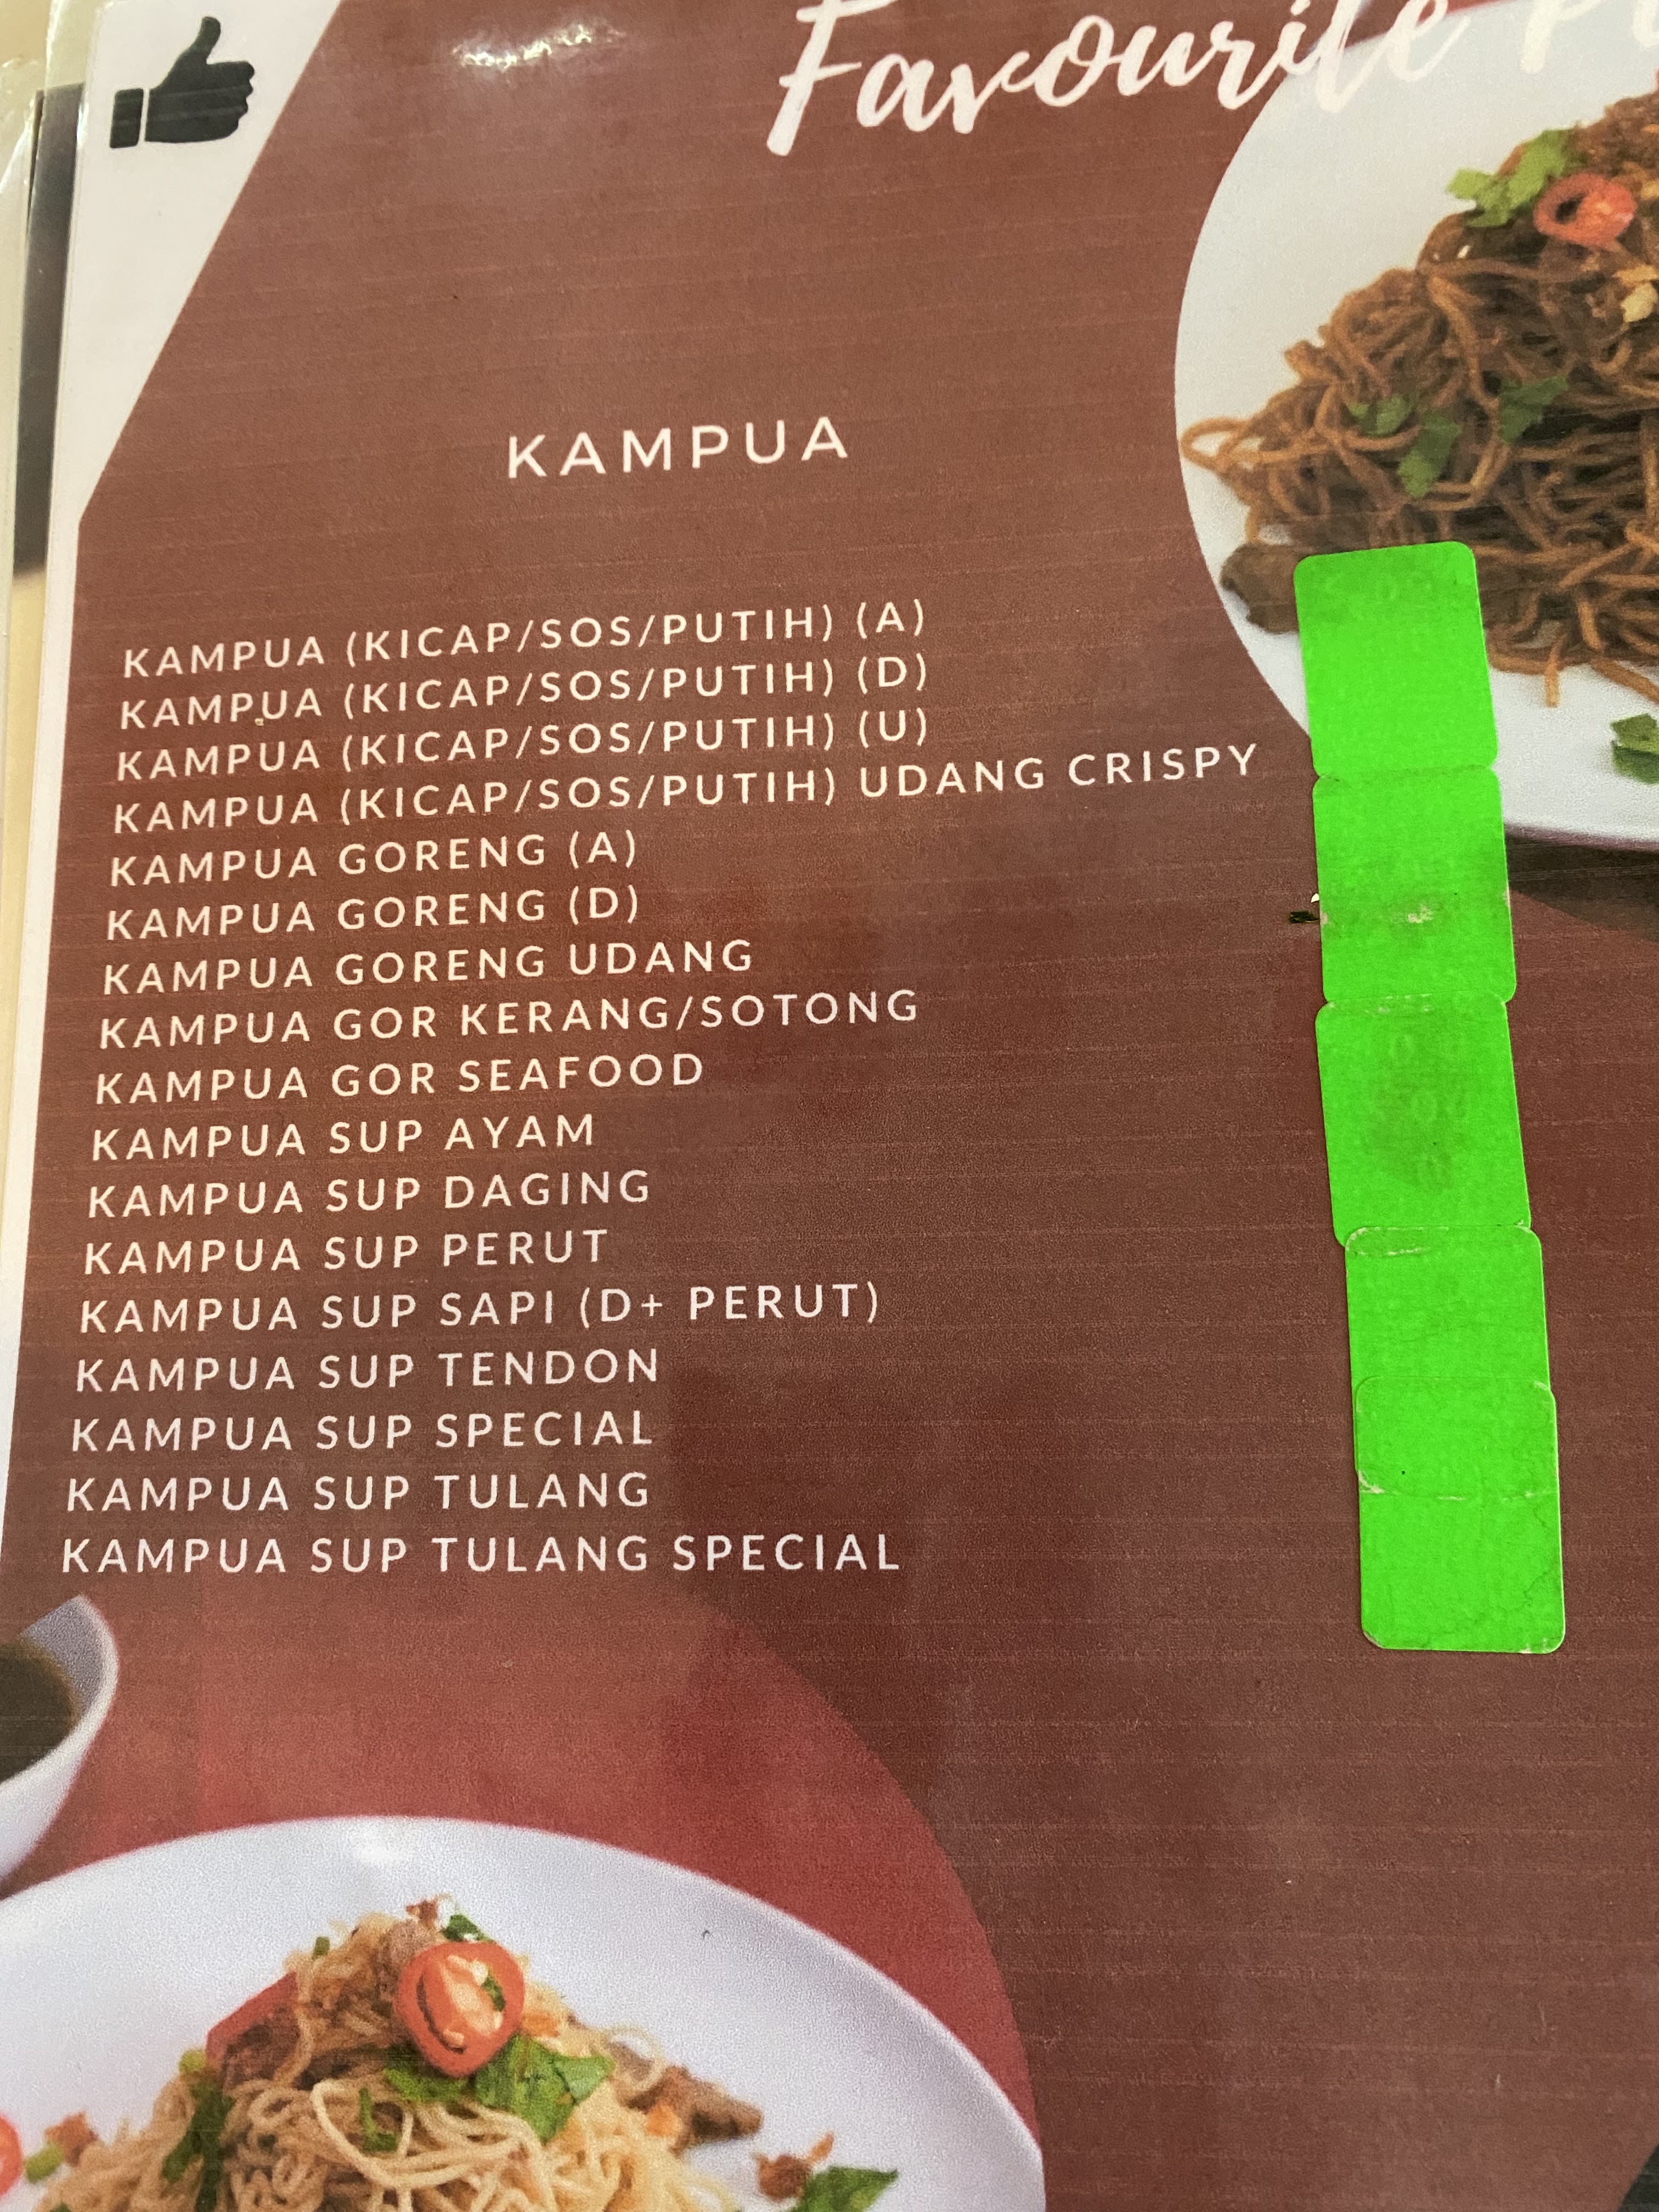 Favourite
KAMPUA
KAMPUA (KICAP/SOS/PUTIH) (A)
KAMPUA (KICAP/SOS/PUTIH) (D)
KAMPUA (KICAP/SOS/PUTIH) (U)
KAMPUA (KICAP/SOS/PUTIH) UDANG CRISPY
KAMPUA GORENG (A)
KAMPUA GORENG (D)
KAMPUA GORENG UDANG
KAMPUA GOR KERANG/SOTONG
KAMPUA GOR SEAFOOD
KAMPUA SUP AYAM
KAMPUA SUP DAGING
KAMPUA SUP PERUT
KAMPUA SUP SAPI (D+ PERUT)
KAMPUA SUP TENDON
KAMPUA SUP SPECIAL
KAMPUA SUP TULANG
KAMPUA SUP TULANG SPECIAL